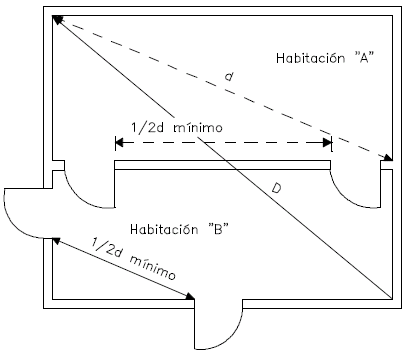 Habitación "A"
d
1/2d mínimo
D
Habitación "B"
1/2d mínimo